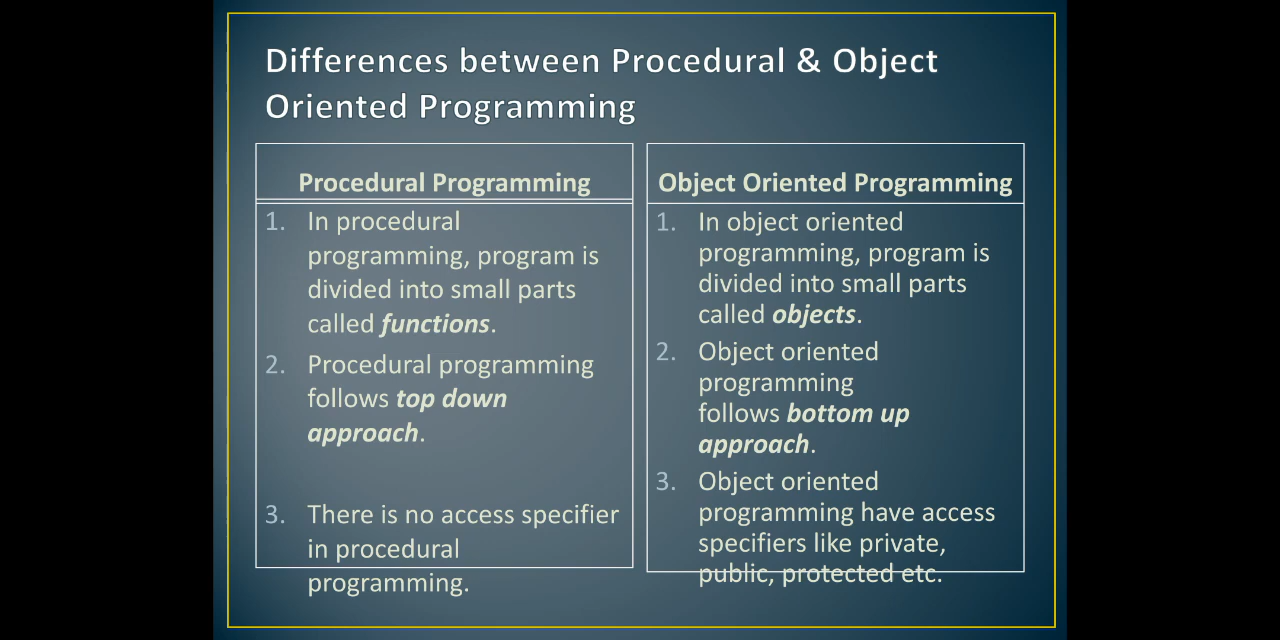 Differences between Procedural & Object
Oriented Programming
Procedural Programming
1. In procedural
programming, program is
divided into small parts
called functions.
2. Procedural programming
follows top down
approach.
3. There is no access specifier
in procedural
programming.
Object Oriented Programming
1. In object oriented
programming, program is
divided into small parts
called objects.
2. Object oriented
programming
follows bottom up
approach.
3. Object oriented
programming have access
specifiers like private,
public, protected etc.